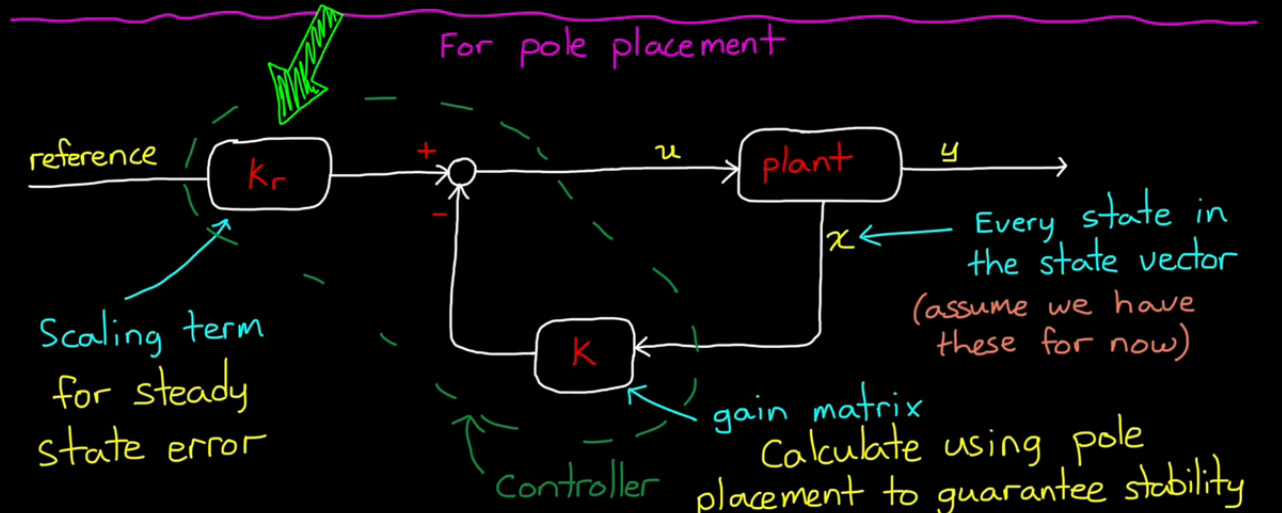 For pole placement
reference
Kr
+
-
u
plant
y
x
Every state in
the state vector
(assume we have
these for now)
K
Scaling term
for steady
state error
gain matrix
Calculate using pole
placement to guarantee stability
Controller